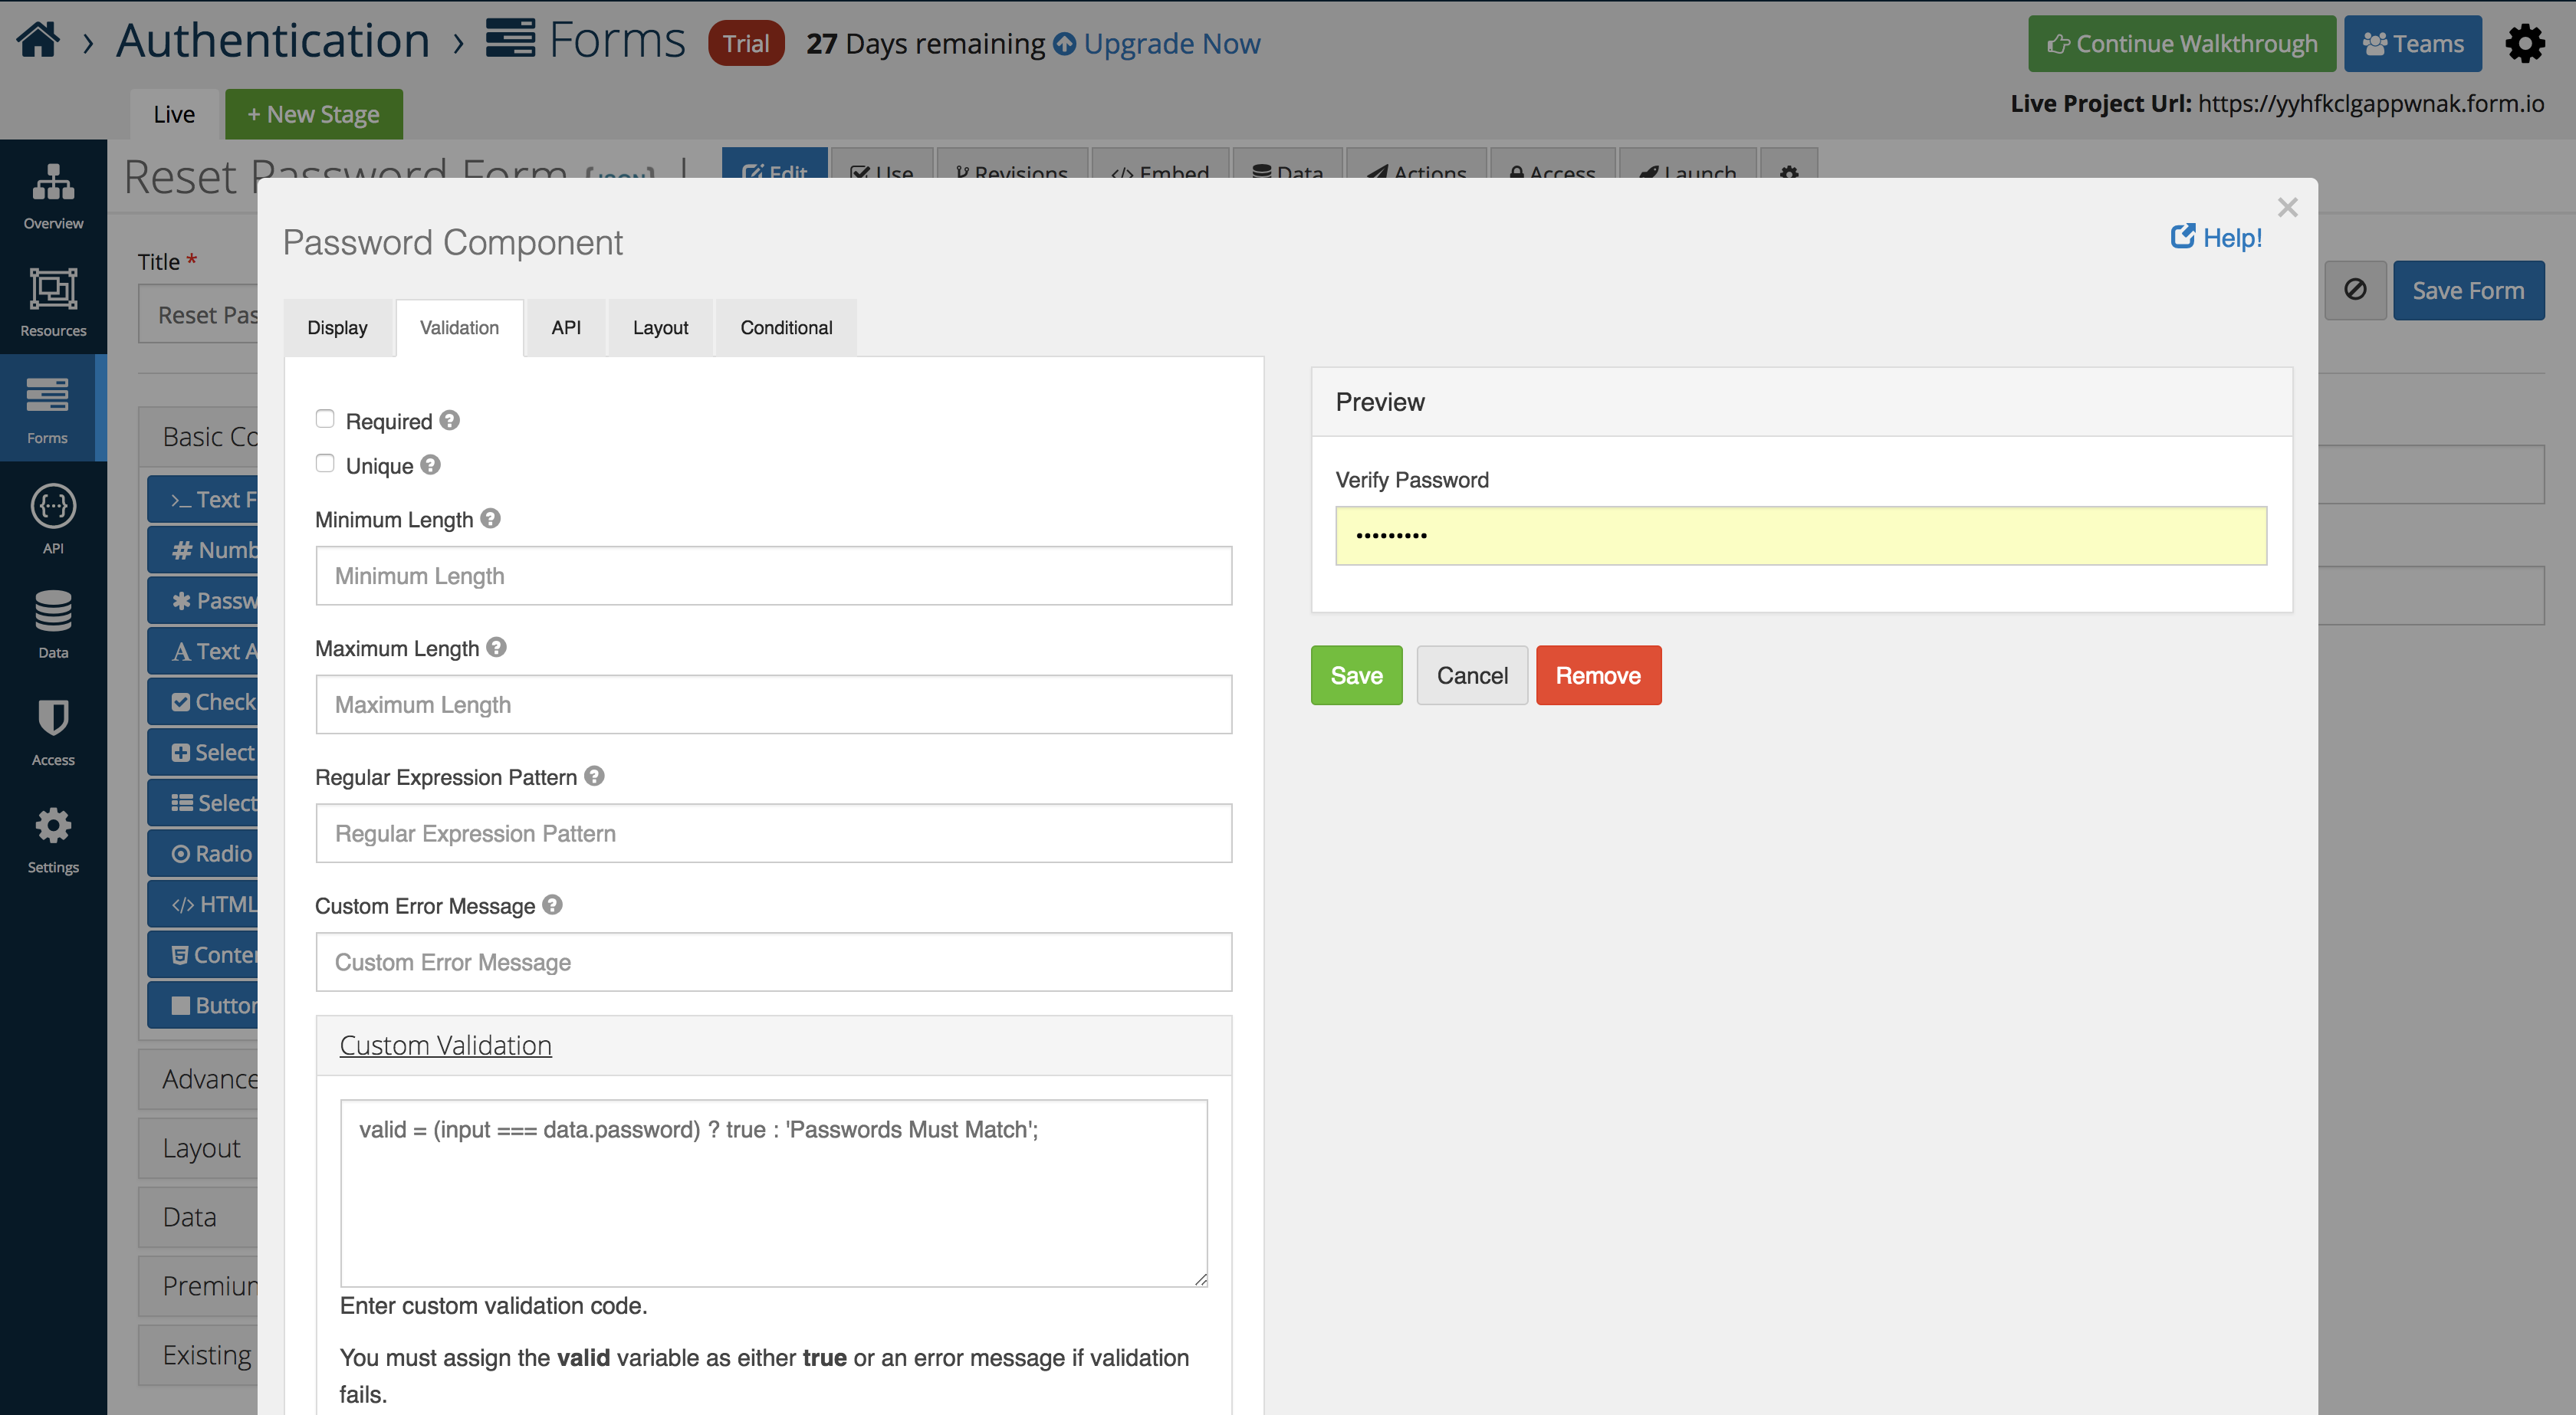 › Authentication › Forms Trial 27 Days remaining Upgrade Now
Continue Walkthrough Teams
Live + New Stage
Live Project Url: https://yyhfkclgappwnak.form.io
Reset Password Form {JSON} |
Edit Use Revisions </> Embed Data Actions Access Launch
Overview
Resources
Forms
API
Data
Access
Settings
Title *
Reset Pas
Save Form
Basic Co
>_ Text F
# Numb
Passw
A Text A
Check
Select
Select
Radio
</> HTML
Conte
Button
Advance
Layout
Data
Premium
Existing
×
Password Component
Help!
Display Validation API Layout Conditional
Required ?
Unique ?
Minimum Length ?
Minimum Length
Maximum Length ?
Maximum Length
Regular Expression Pattern ?
Regular Expression Pattern
Custom Error Message ?
Custom Error Message
Custom Validation
valid = (input === data.password) ? true : 'Passwords Must Match';
Enter custom validation code.
You must assign the valid variable as either true or an error message if validation
fails.
Preview
Verify Password
•••••••••
Save Cancel Remove